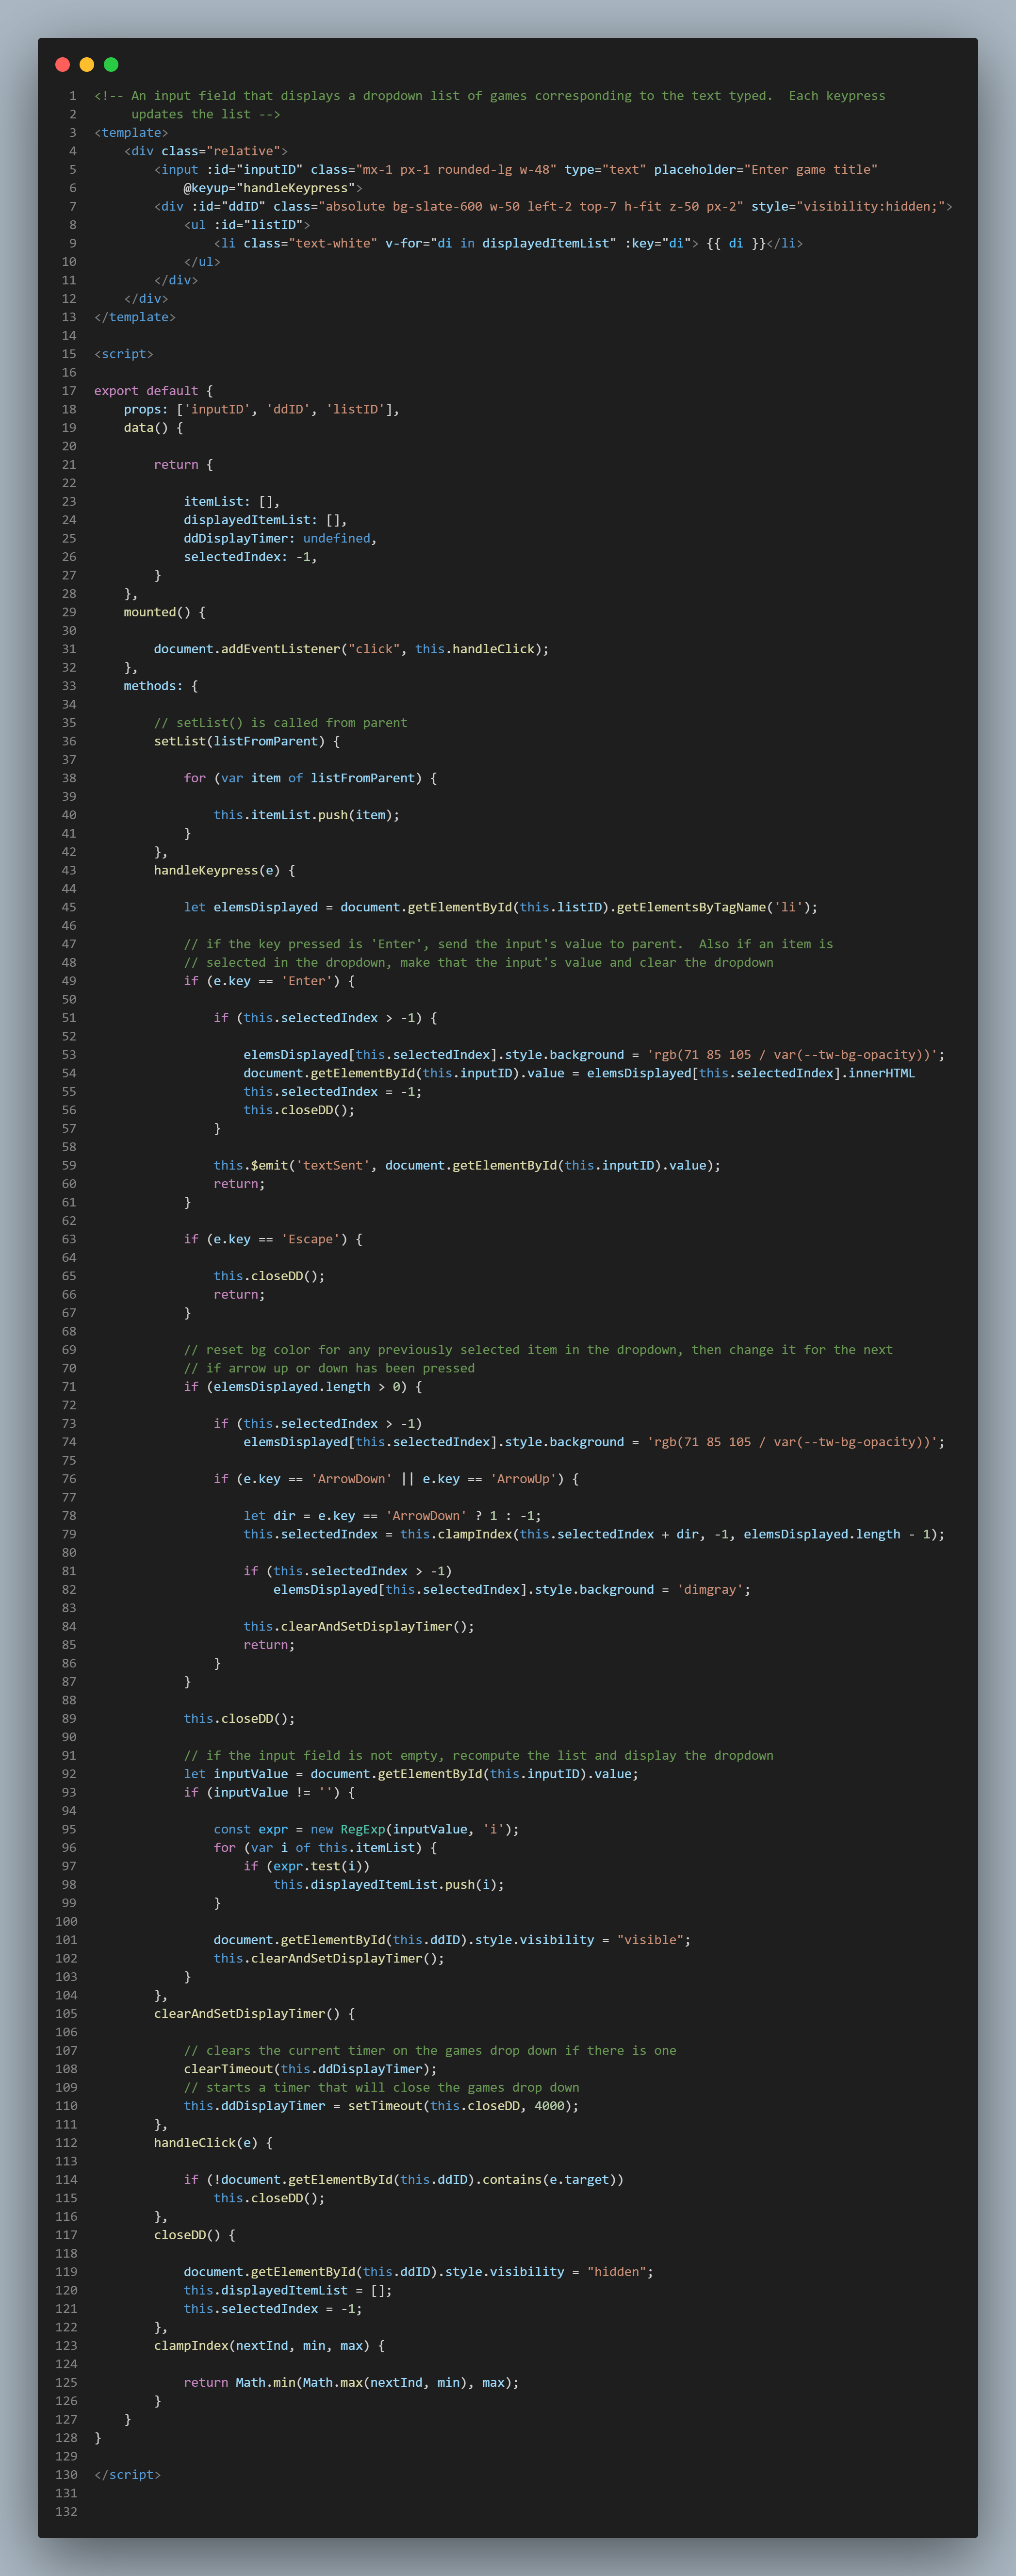 1 <!-- An input field that displays a dropdown list of games corresponding to the text typed.  Each keypress
2      updates the list -->
3 <template>
4     <div class="relative">
5         <input :id="inputID" class="mx-1 px-1 rounded-lg w-48" type="text" placeholder="Enter game title"
6             @keyup="handleKeypress">
7         <div :id="ddID" class="absolute bg-slate-600 w-50 left-2 top-7 h-fit z-50 px-2" style="visibility:hidden;">
8             <ul :id="listID">
9                 <li class="text-white" v-for="di in displayedItemList" :key="di"> {{ di }}</li>
10             </ul>
11         </div>
12     </div>
13 </template>
14
15 <script>
16
17 export default {
18     props: ['inputID', 'ddID', 'listID'],
19     data() {
20
21         return {
22
23             itemList: [],
24             displayedItemList: [],
25             ddDisplayTimer: undefined,
26             selectedIndex: -1,
27         }
28     },
29     mounted() {
30
31         document.addEventListener("click", this.handleClick);
32     },
33     methods: {
34
35         // setList() is called from parent
36         setList(listFromParent) {
37
38             for (var item of listFromParent) {
39
40                 this.itemList.push(item);
41             }
42         },
43         handleKeypress(e) {
44
45             let elemsDisplayed = document.getElementById(this.listID).getElementsByTagName('li');
46
47             // if the key pressed is 'Enter', send the input's value to parent.  Also if an item is
48             // selected in the dropdown, make that the input's value and clear the dropdown
49             if (e.key == 'Enter') {
50
51                 if (this.selectedIndex > -1) {
52
53                     elemsDisplayed[this.selectedIndex].style.background = 'rgb(71 85 105 / var(--tw-bg-opacity))';
54                     document.getElementById(this.inputID).value = elemsDisplayed[this.selectedIndex].innerHTML
55                     this.selectedIndex = -1;
56                     this.closeDD();
57                 }
58
59                 this.$emit('textSent', document.getElementById(this.inputID).value);
60                 return;
61             }
62
63             if (e.key == 'Escape') {
64
65                 this.closeDD();
66                 return;
67             }
68
69             // reset bg color for any previously selected item in the dropdown, then change it for the next
70             // if arrow up or down has been pressed
71             if (elemsDisplayed.length > 0) {
72
73                 if (this.selectedIndex > -1)
74                     elemsDisplayed[this.selectedIndex].style.background = 'rgb(71 85 105 / var(--tw-bg-opacity))';
75
76                 if (e.key == 'ArrowDown' || e.key == 'ArrowUp') {
77
78                     let dir = e.key == 'ArrowDown' ? 1 : -1;
79                     this.selectedIndex = this.clampIndex(this.selectedIndex + dir, -1, elemsDisplayed.length - 1);
80
81                     if (this.selectedIndex > -1)
82                         elemsDisplayed[this.selectedIndex].style.background = 'dimgray';
83
84                     this.clearAndSetDisplayTimer();
85                     return;
86                 }
87             }
88
89             this.closeDD();
90
91             // if the input field is not empty, recompute the list and display the dropdown
92             let inputValue = document.getElementById(this.inputID).value;
93             if (inputValue != '') {
94
95                 const expr = new RegExp(inputValue, 'i');
96                 for (var i of this.itemList) {
97                     if (expr.test(i))
98                         this.displayedItemList.push(i);
99                 }
100
101                 document.getElementById(this.ddID).style.visibility = "visible";
102                 this.clearAndSetDisplayTimer();
103             }
104         },
105         clearAndSetDisplayTimer() {
106
107             // clears the current timer on the games drop down if there is one
108             clearTimeout(this.ddDisplayTimer);
109             // starts a timer that will close the games drop down
110             this.ddDisplayTimer = setTimeout(this.closeDD, 4000);
111         },
112         handleClick(e) {
113
114             if (!document.getElementById(this.ddID).contains(e.target))
115                 this.closeDD();
116         },
117         closeDD() {
118
119             document.getElementById(this.ddID).style.visibility = "hidden";
120             this.displayedItemList = [];
121             this.selectedIndex = -1;
122         },
123         clampIndex(nextInd, min, max) {
124
125             return Math.min(Math.max(nextInd, min), max);
126         }
127     }
128 }
129
130 </script>
131
132